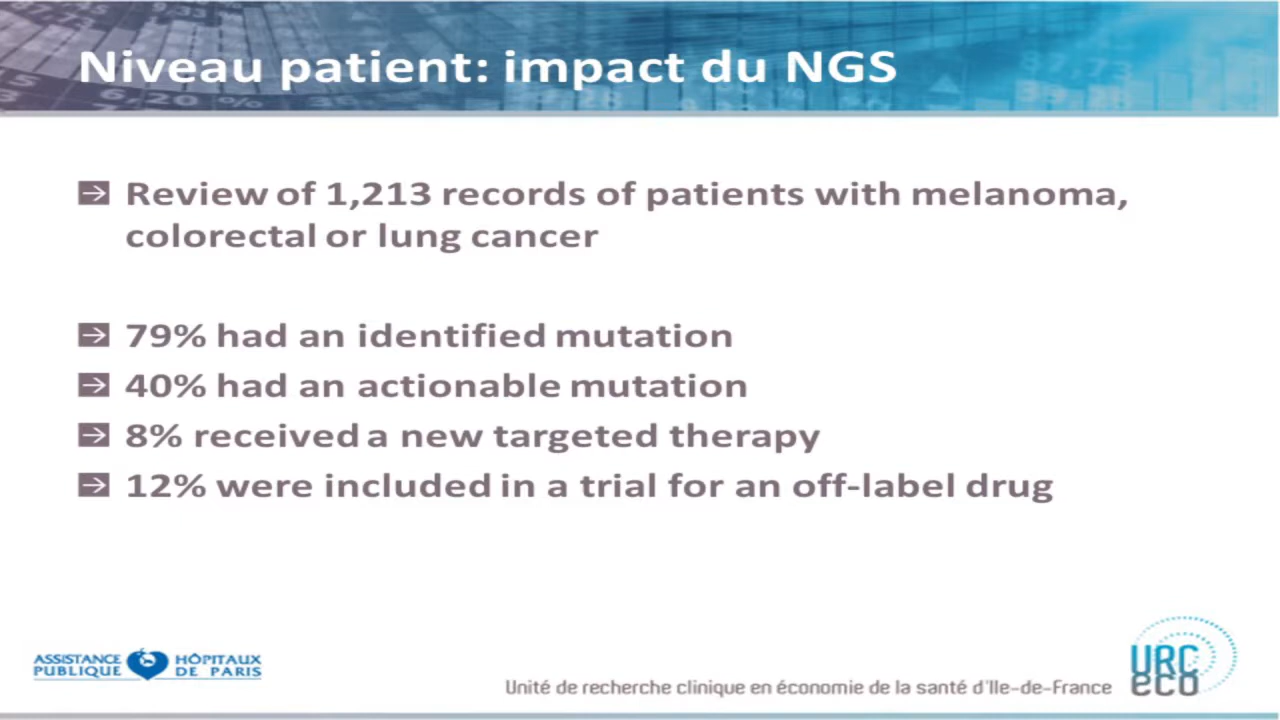 Niveau patient: impact du NGS
Review of 1,213 records of patients with melanoma,
colorectal or lung cancer
79% had an identified mutation
40% had an actionable mutation
8% received a new targeted therapy
12% were included in a trial for an off-label drug
ASSISTANCE PUBLIQUE HÔPITAUX DE PARIS
Unité de recherche clinique en économie de la santé d'Ile-de-France
URC
eco